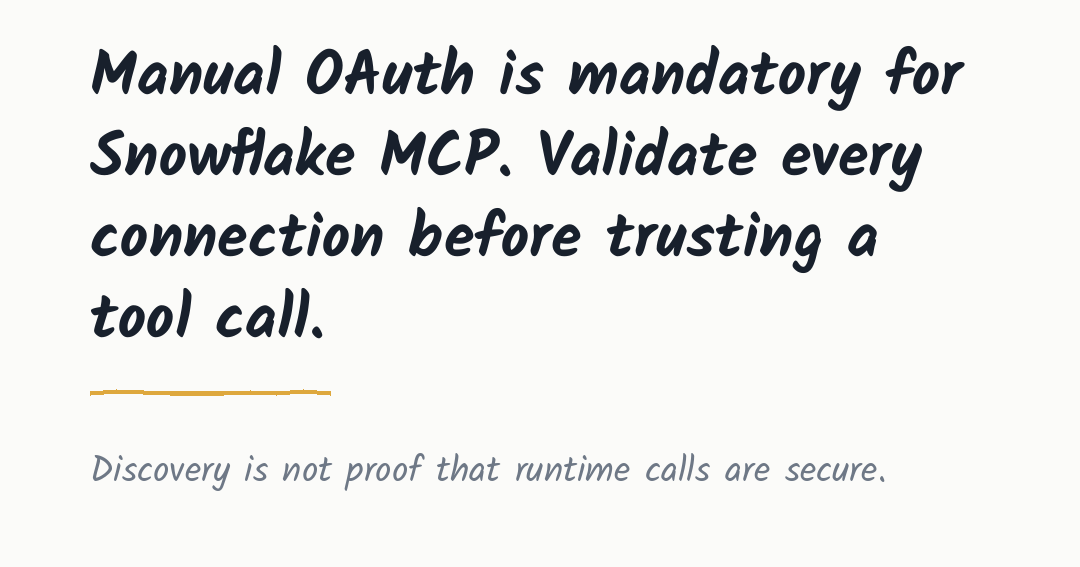 Manual OAuth is mandatory for
Snowflake MCP. Validate every
connection before trusting a
tool call.
Discovery is not proof that runtime calls are secure.